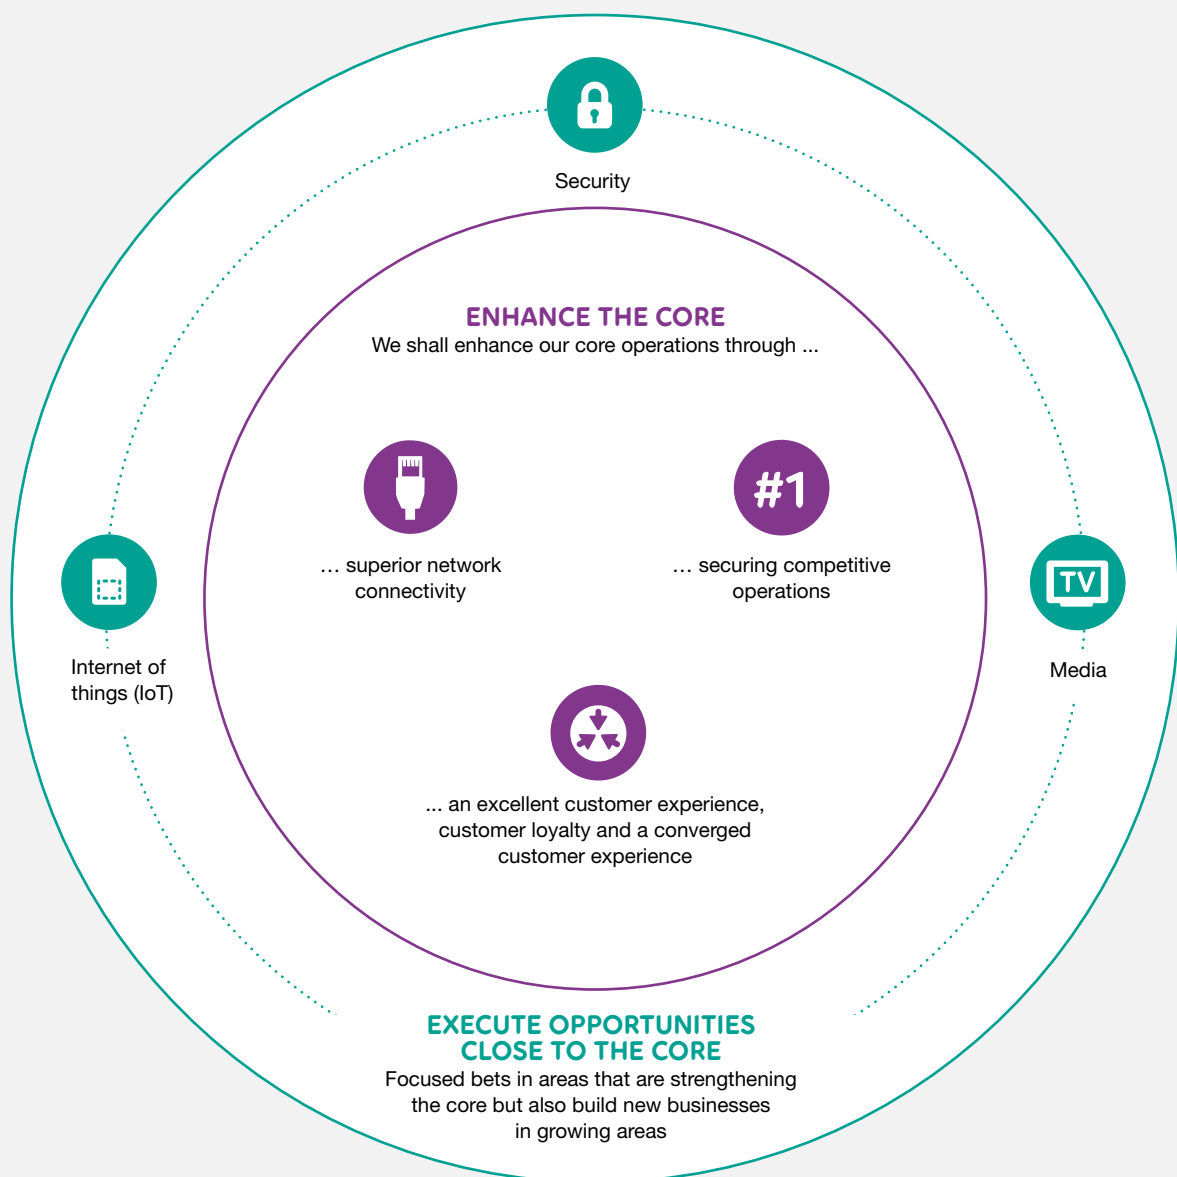 Security
ENHANCE THE CORE
We shall enhance our core operations through ...
#1
… superior network
connectivity
… securing competitive
operations
TV
Internet of
things (IoT)
Media
... an excellent customer experience,
customer loyalty and a converged
customer experience
EXECUTE OPPORTUNITIES
CLOSE TO THE CORE
Focused bets in areas that are strengthening
the core but also build new businesses
in growing areas